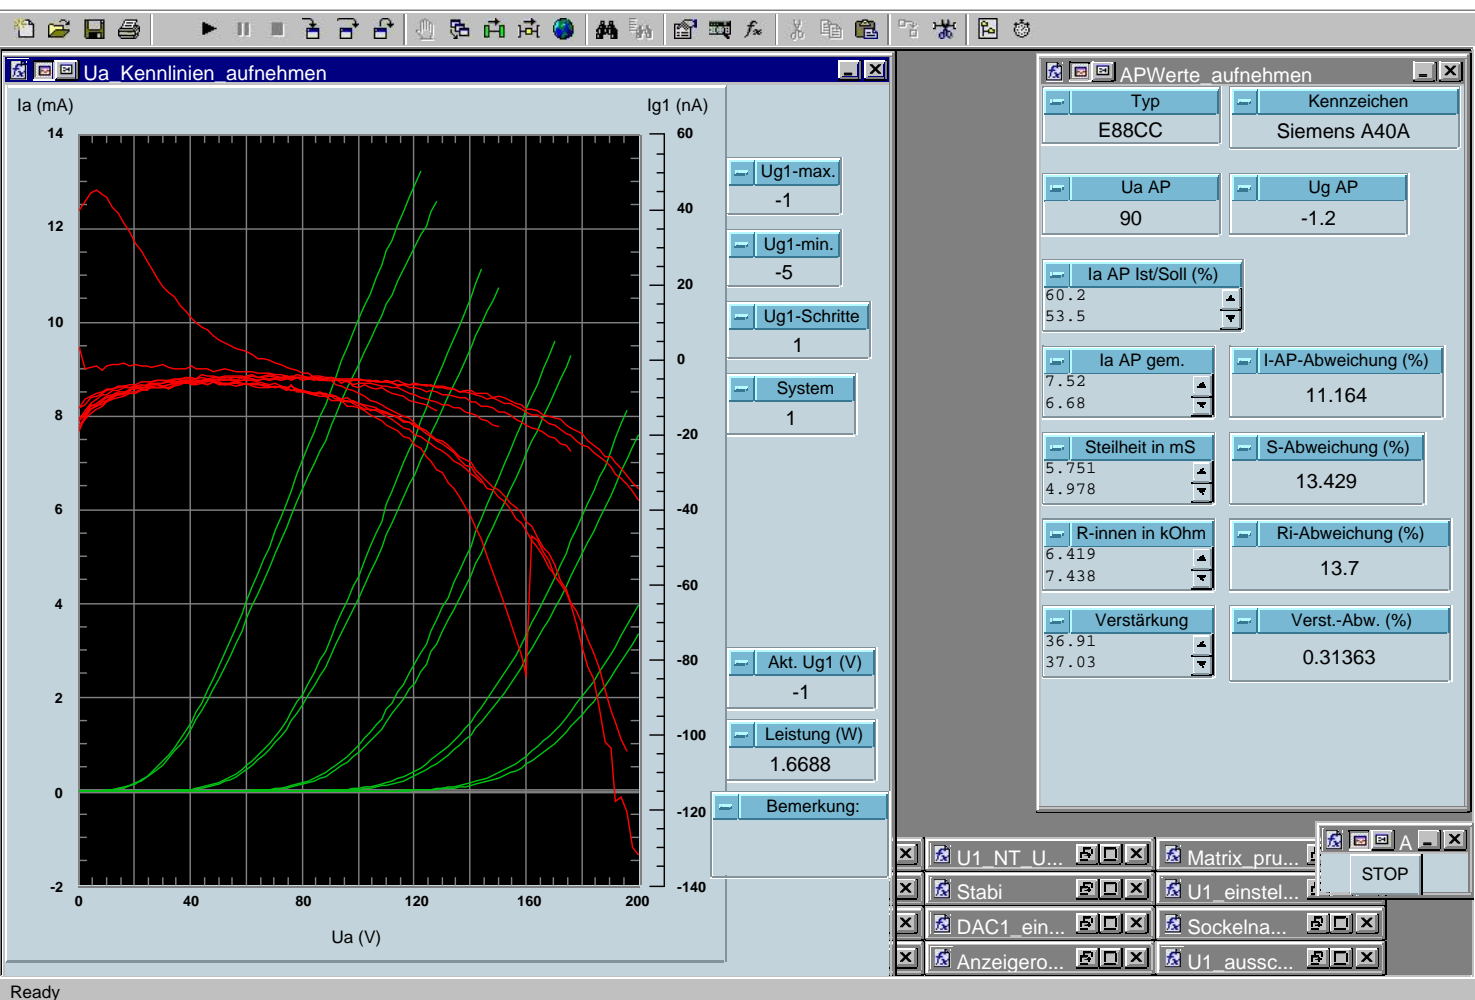 Ua_Kennlinien_aufnehmen
Ia (mA)
Ig1 (nA)
14
12
10
8
6
4
2
0
-2
60
40
20
0
-20
-40
-60
-80
-100
-120
-140
0
40
80
120
160
200
Ua (V)
Ug1-max.
-1
Ug1-min.
-5
Ug1-Schritte
1
System
1
Akt. Ug1 (V)
-1
Leistung (W)
1.6688
Bemerkung:
APWerte_aufnehmen
Typ
E88CC
Kennzeichen
Siemens A40A
Ua AP
90
Ug AP
-1.2
Ia AP Ist/Soll (%)
60.2
53.5
Ia AP gem.
7.52
6.68
I-AP-Abweichung (%)
11.164
Steilheit in mS
5.751
4.978
S-Abweichung (%)
13.429
R-innen in kOhm
6.419
7.438
Ri-Abweichung (%)
13.7
Verstärkung
36.91
37.03
Verst.-Abw. (%)
0.31363
A
STOP
U1_NT_U...
Matrix_pru...
Stabi
U1_einstel...
DAC1_ein...
Sockelna...
Anzeigero...
U1_aussc...
Ready